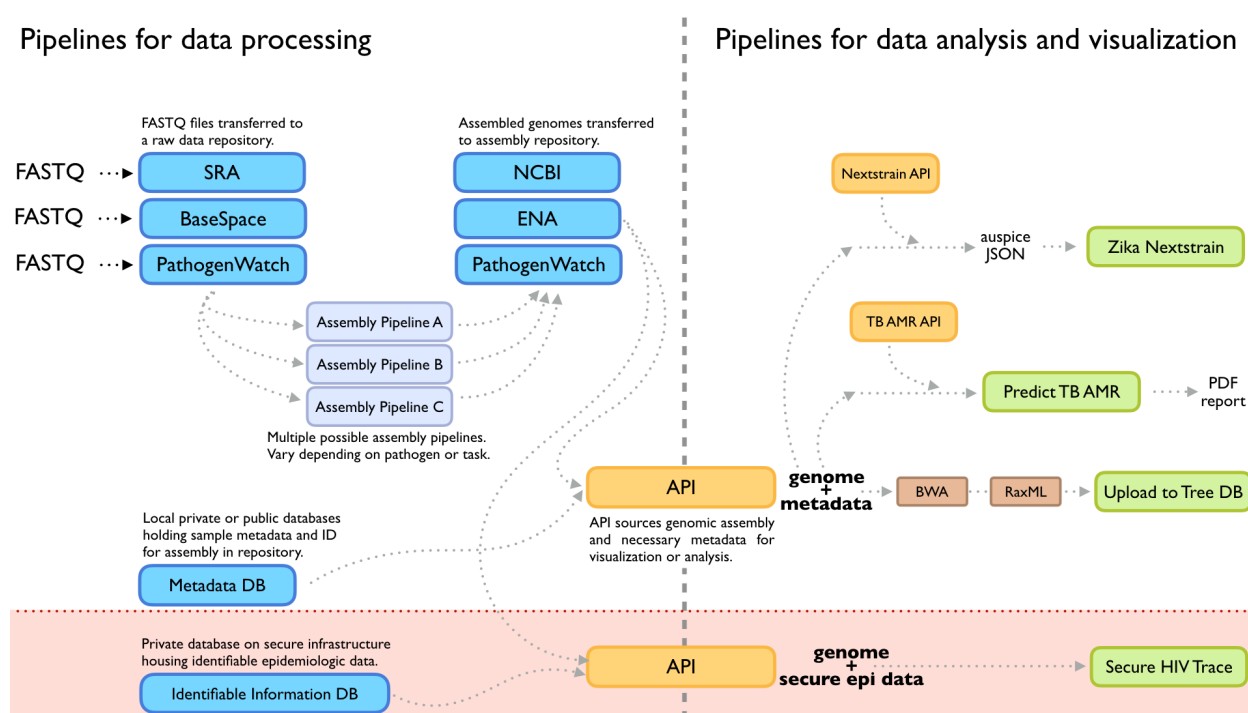 Pipelines for data processing
Pipelines for data analysis and visualization
FASTQ files transferred to
a raw data repository.
Assembled genomes transferred
to assembly repository.
FASTQ
SRA
NCBI
FASTQ
BaseSpace
ENA
FASTQ
PathogenWatch
PathogenWatch
Assembly Pipeline A
Assembly Pipeline B
Assembly Pipeline C
Multiple possible assembly pipelines.
Vary depending on pathogen or task.
Nextstrain API
auspice
JSON
Zika Nextstrain
TB AMR API
Predict TB AMR
PDF
report
API
genome
+
metadata
BWA
RaxML
Upload to Tree DB
API sources genomic assembly
and necessary metadata for
visualization or analysis.
Local private or public databases
holding sample metadata and ID
for assembly in repository.
Metadata DB
Private database on secure infrastructure
housing identifiable epidemiologic data.
Identifiable Information DB
API
genome
+
secure epi data
Secure HIV Trace